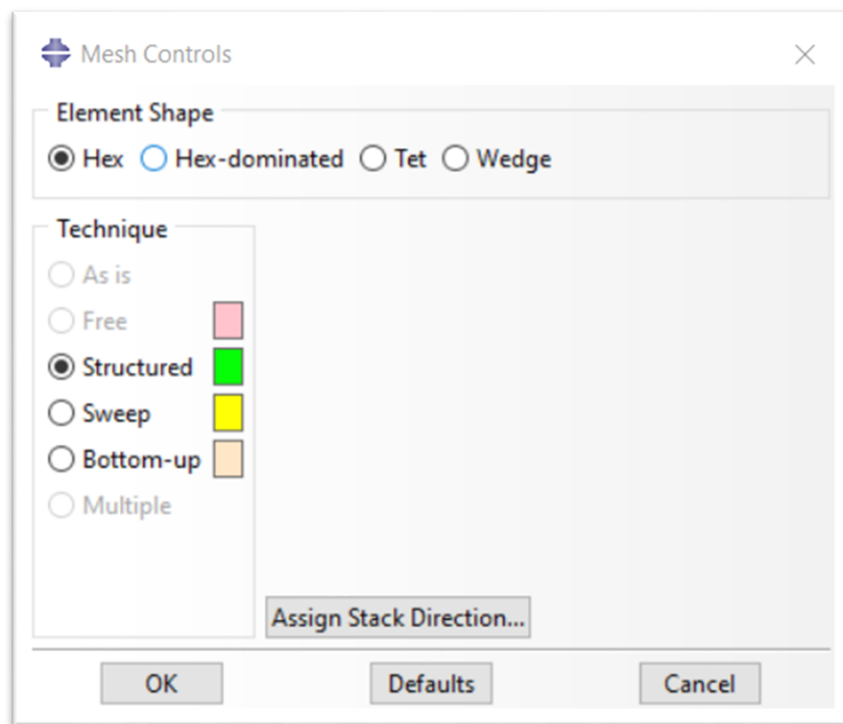 Mesh Controls
Element Shape
Hex Hex-dominated Tet Wedge
Technique
As is
Free
Structured
Sweep
Bottom-up
Multiple
Assign Stack Direction...
OK Defaults Cancel